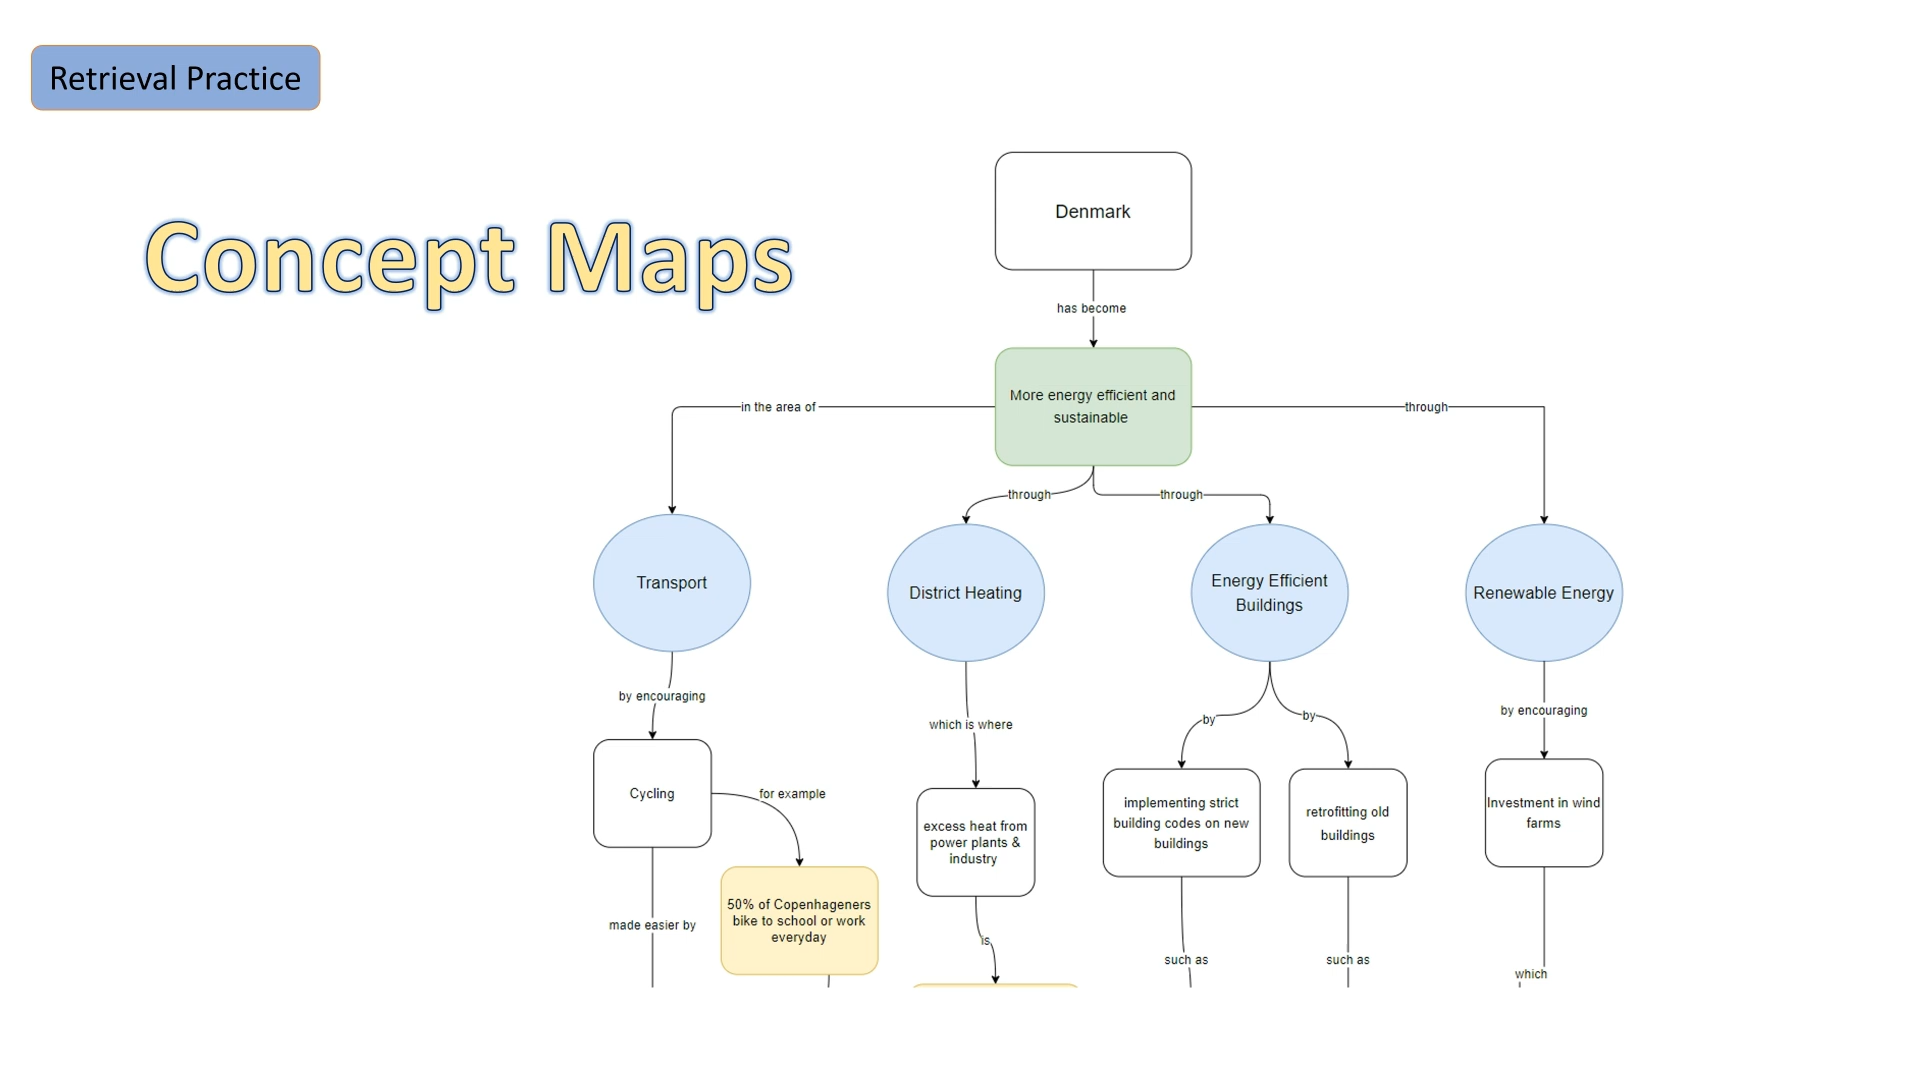 Retrieval Practice
Concept Maps
Denmark
has become
More energy efficient and
sustainable
in the area of
through
through
through
Transport
District Heating
Energy Efficient
Buildings
Renewable Energy
by encouraging
which is where
by
by
by encouraging
Cycling
for example
excess heat from
power plants &
industry
implementing strict
building codes on new
buildings
retrofitting old
buildings
Investment in wind
farms
50% of Copenhageners
bike to school or work
everyday
made easier by
is
such as
such as
which